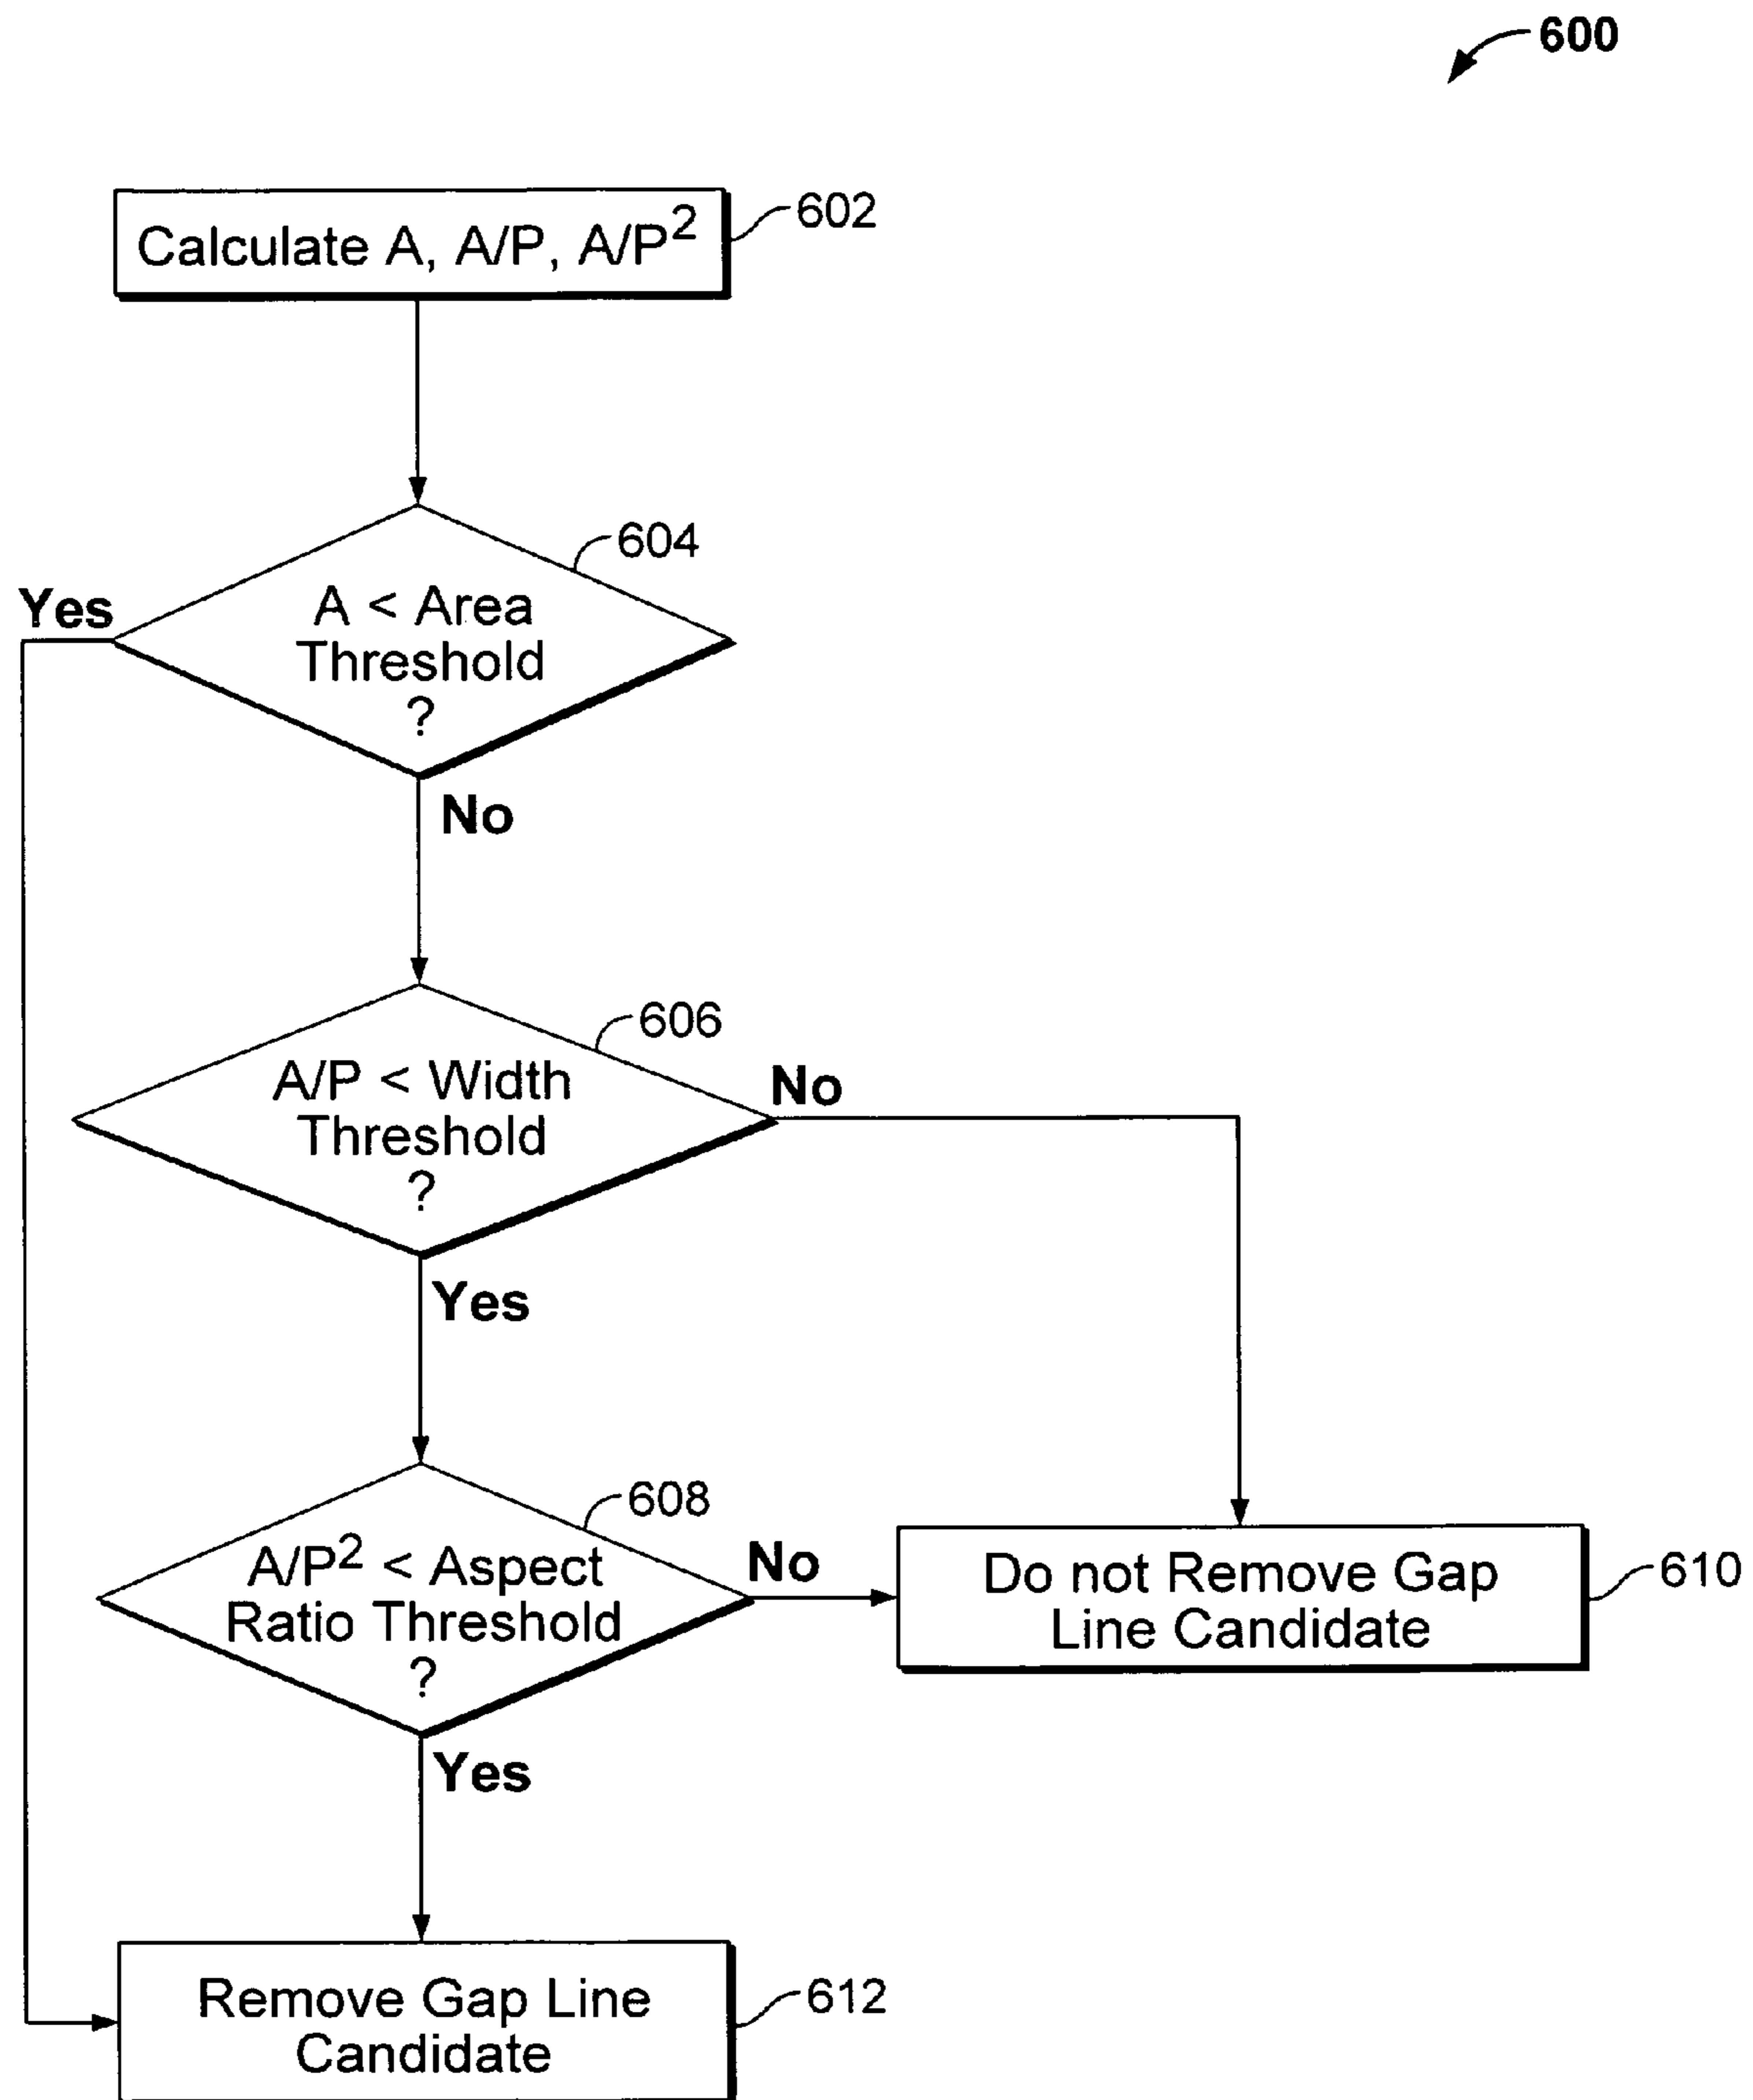 600
Calculate A, A/P, A/P²
602
604
A < Area
Threshold
?
Yes
No
606
A/P < Width
Threshold
?
No
Yes
608
A/P² < Aspect
Ratio Threshold
?
No
Do not Remove Gap
Line Candidate
610
Yes
Remove Gap Line
Candidate
612